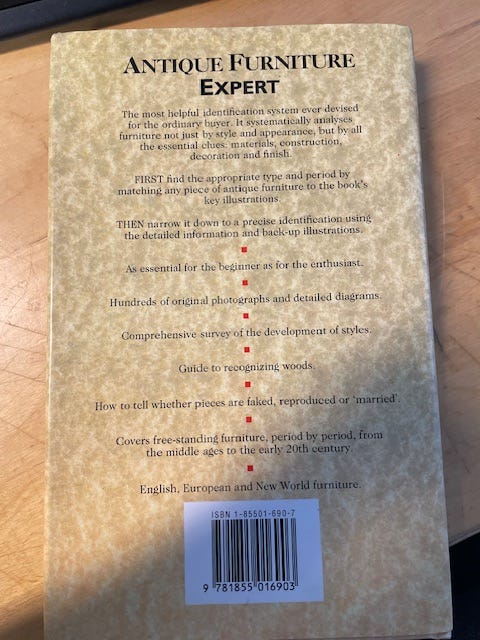 ANTIQUE FURNITURE
EXPERT
The most helpful identification system ever devised
for the ordinary buyer. It systematically analyses
furniture not just by style and appearance, but by all
the essential clues: materials, construction,
decoration and finish.
FIRST find the appropriate type and period by
matching any piece of antique furniture to the book's
key illustrations.
THEN narrow it down to a precise identification using
the detailed information and back-up illustrations.
As essential for the beginner as for the enthusiast.
Hundreds of original photographs and detailed diagrams.
Comprehensive survey of the development of styles.
Guide to recognizing woods.
How to tell whether pieces are faked, reproduced or 'married'.
Covers free-standing furniture, period by period, from
the middle ages to the early 20th century.
English, European and New World furniture.
ISBN 1-85501-690-7
9 781855 016903